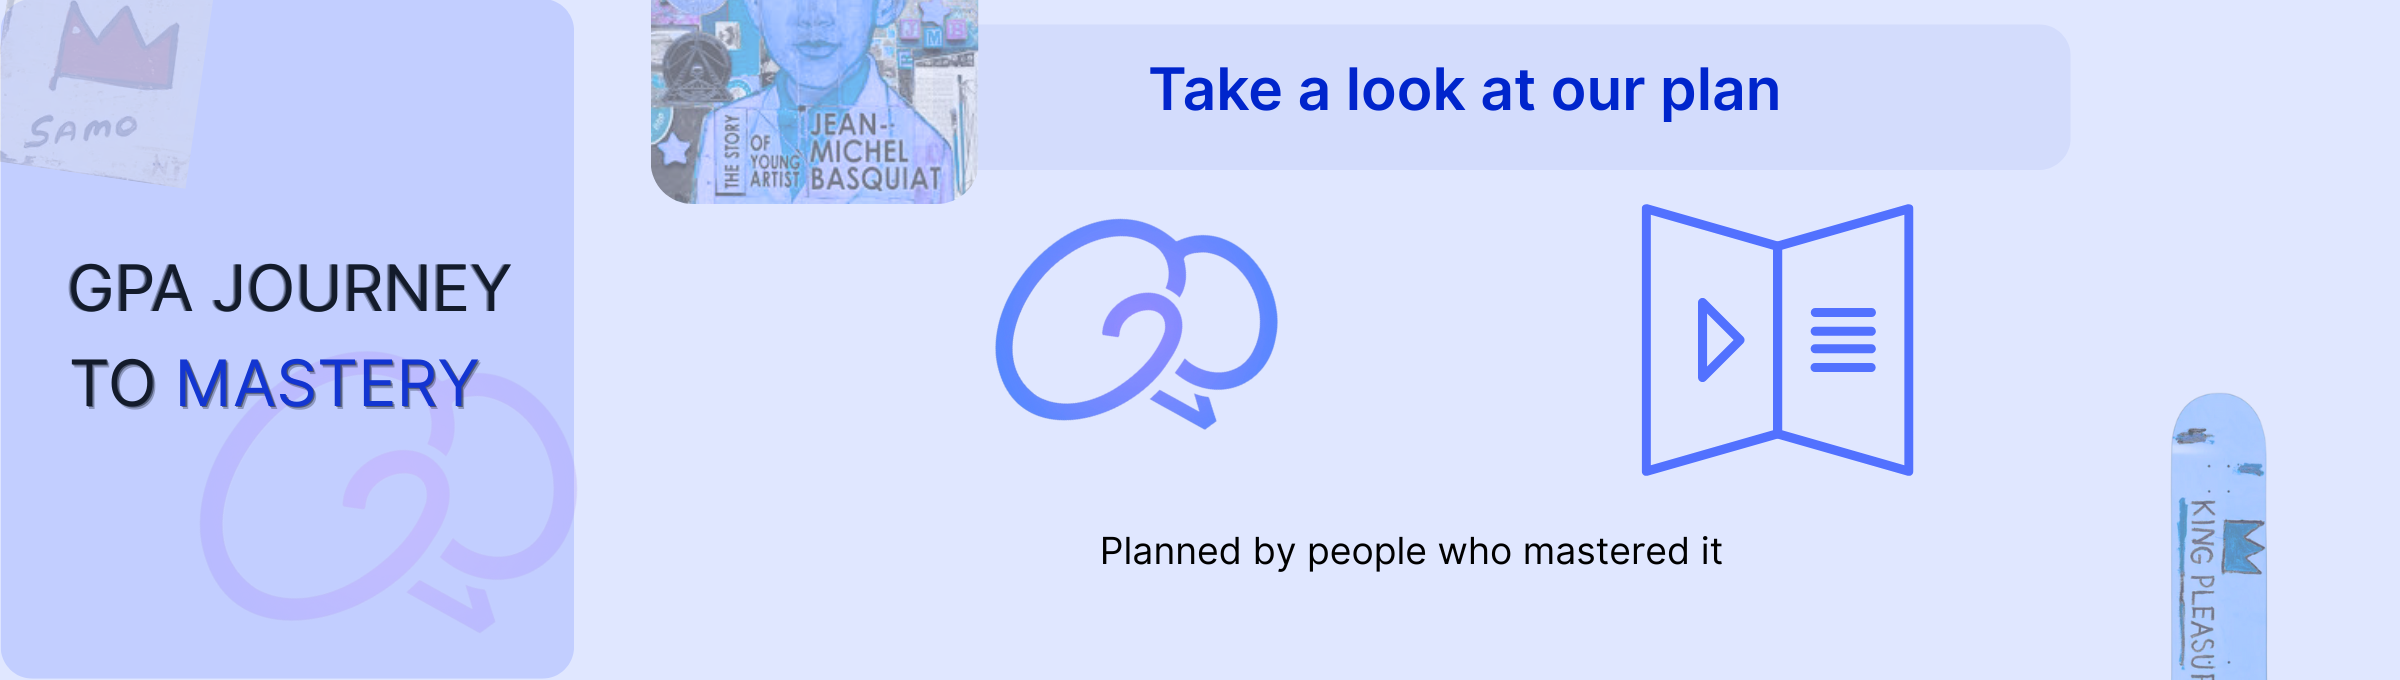 SAMO
GPA JOURNEY
TO MASTERY
THE STORY
OF
YOUNG
ARTIST
JEAN-
MICHEL
BASQUIAT
J M B
Take a look at our plan
Planned by people who mastered it
KING PLEASUR